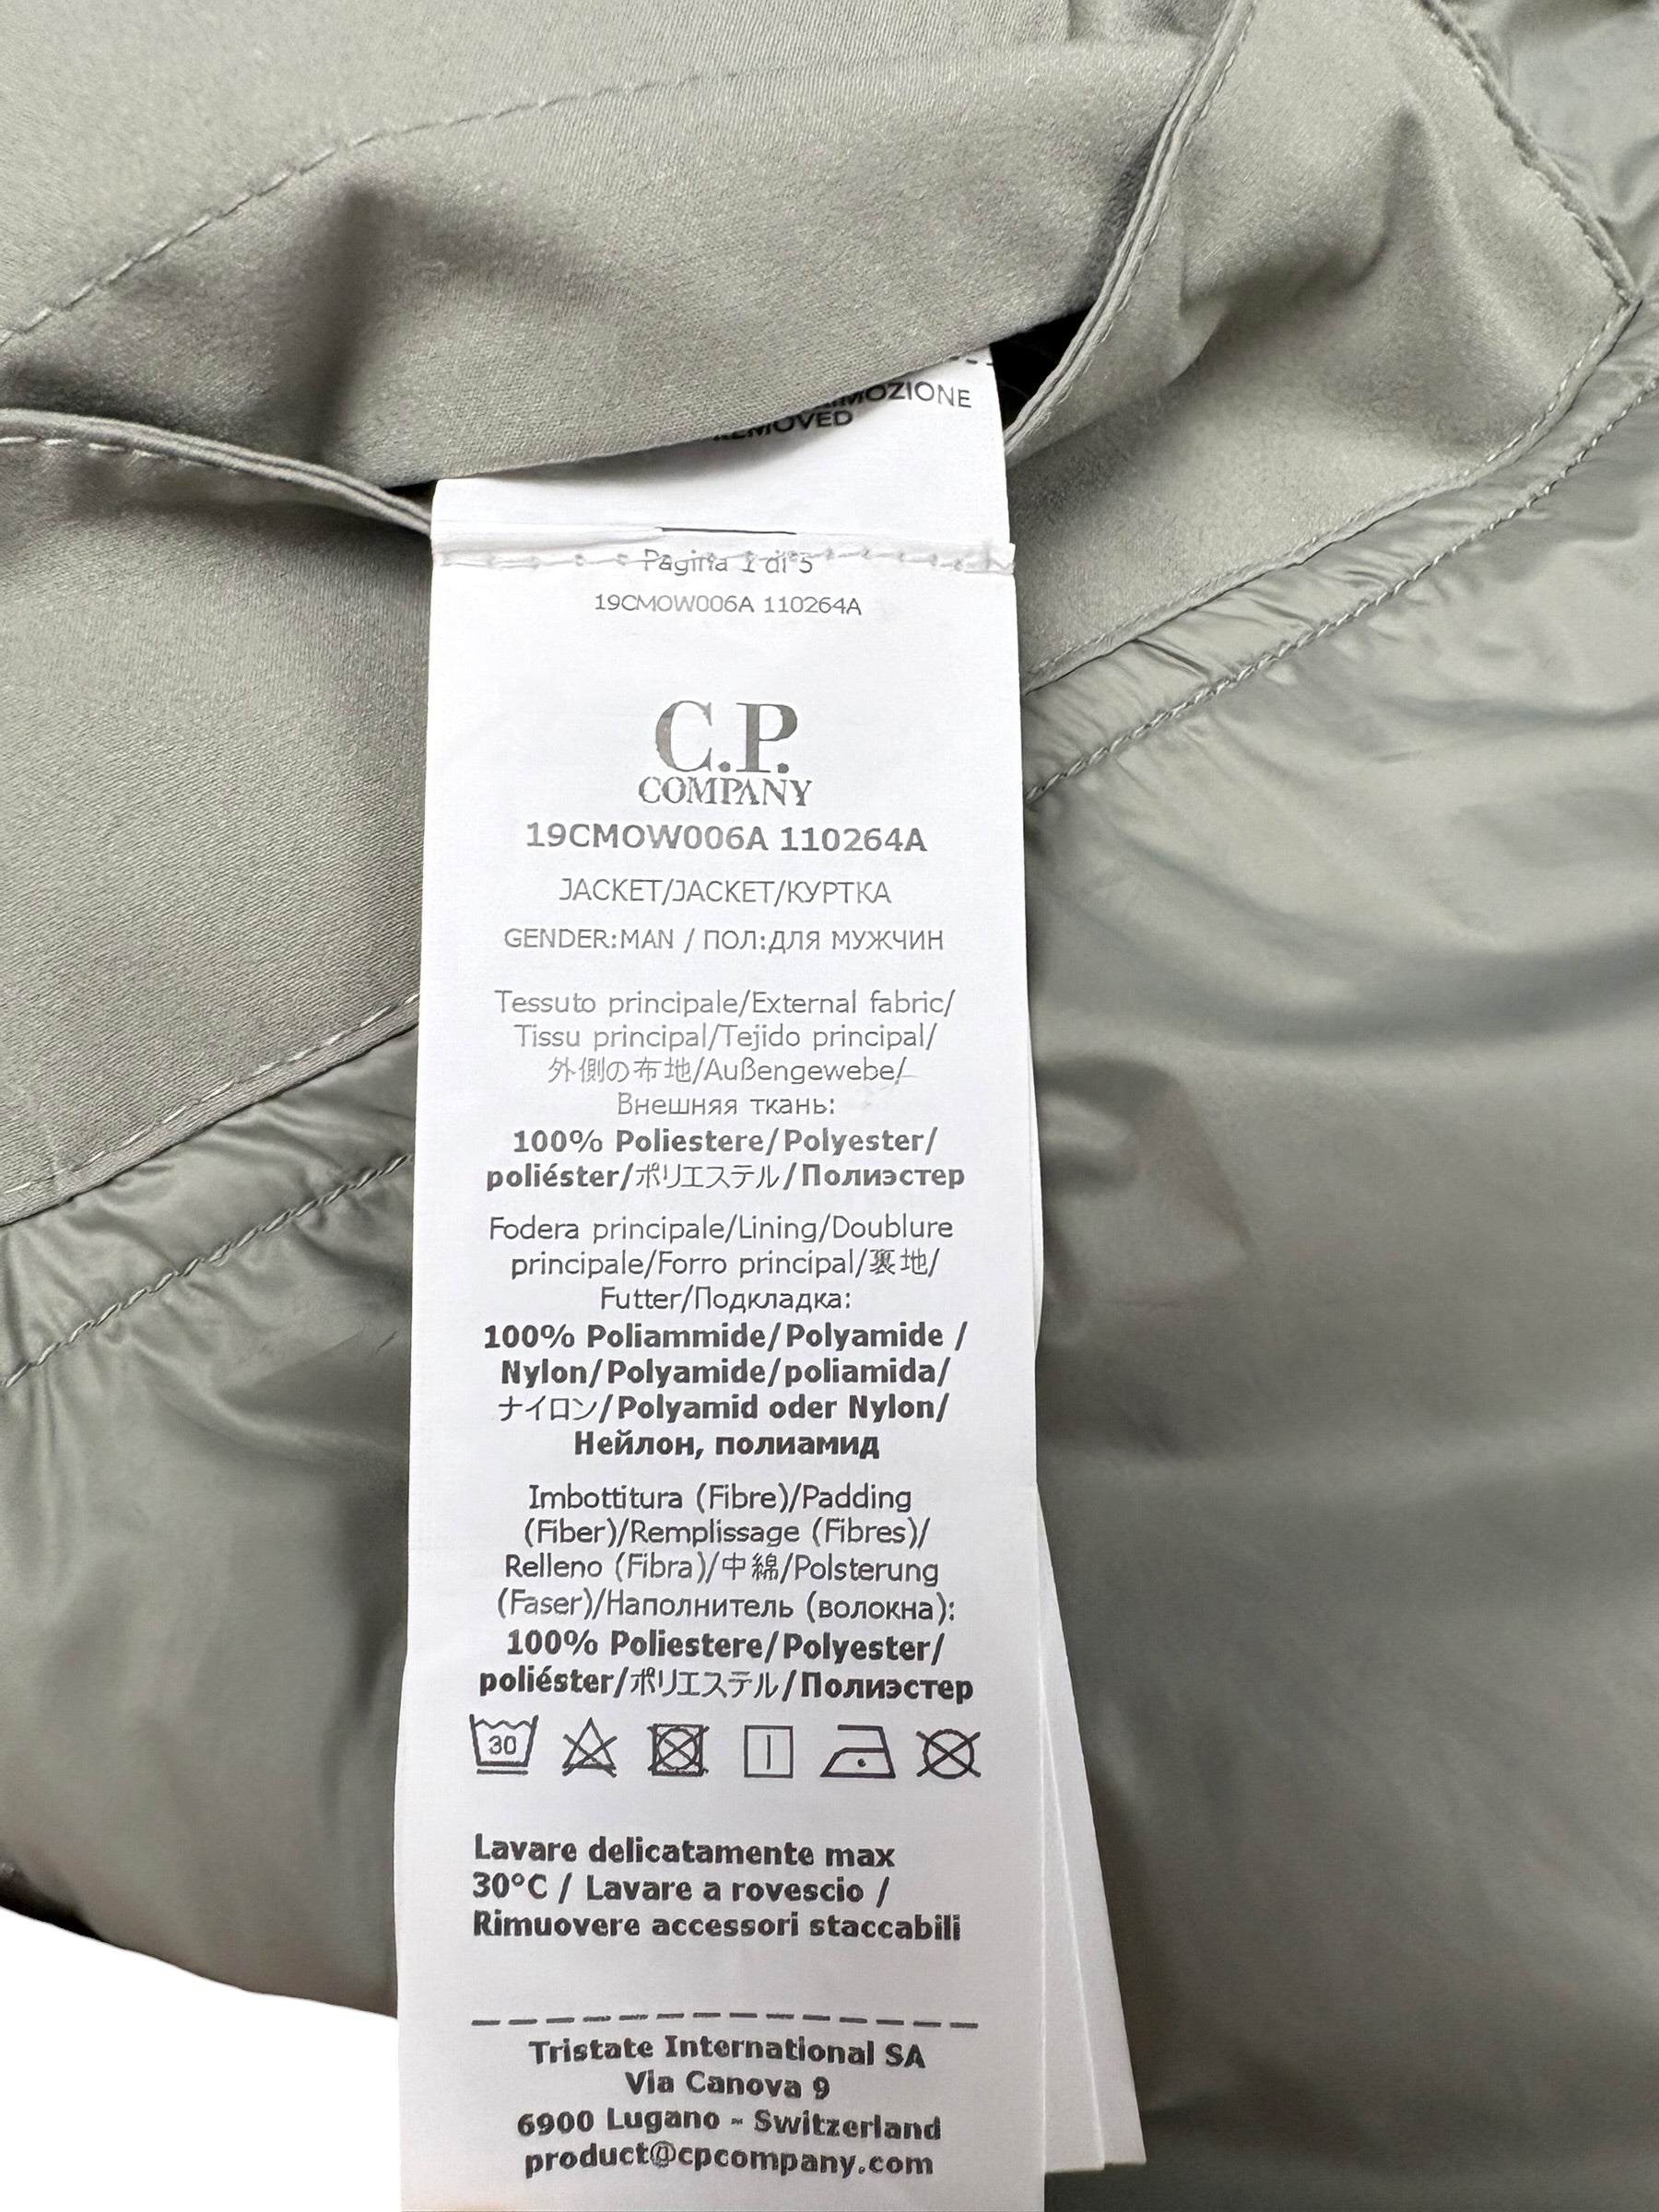 RIMOZIONE
REMOVED
Pagina 1 di 5
19CMOW006A 110264A
C.P.
COMPANY
19CMOW006A 110264A
JACKET/JACKET/КУРТКА
GENDER:MAN / ПОЛ:ДЛЯ МУЖЧИН
Tessuto principale/External fabric/
Tissu principal/Tejido principal/
外側の布地/Außengewebe/
Внешняя ткань:
100% Poliestere/Polyester/
poliéster/ポリエステル/Полиэстер
Fodera principale/Lining/Doublure
principale/Forro principal/裏地/
Futter/Подкладка:
100% Poliammide/Polyamide /
Nylon/Polyamide/poliamida/
ナイロン/Polyamid oder Nylon/
Нейлон, полиамид
Imbottitura (Fibre)/Padding
(Fiber)/Remplissage (Fibres)/
Relleno (Fibra)/中綿/Polsterung
(Faser)/Наполнитель (волокна):
100% Poliestere/Polyester/
poliéster/ポリエステル/Полиэстер
30
Lavare delicatamente max
30°C / Lavare a rovescio /
Rimuovere accessori staccabili
Tristate International SA
Via Canova 9
6900 Lugano - Switzerland
product@cpcompany.com